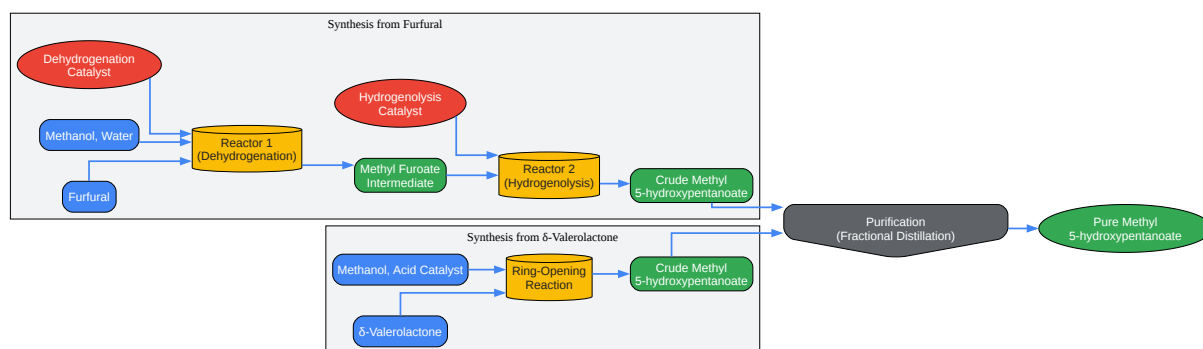 Synthesis from Furfural
Dehydrogenation
Catalyst
Hydrogenolysis
Catalyst
Methanol, Water
Reactor 1
(Dehydrogenation)
Methyl Furoate
Intermediate
Reactor 2
(Hydrogenolysis)
Crude Methyl
5-hydroxypentanoate
Furfural
Synthesis from δ-Valerolactone
Methanol, Acid Catalyst
Ring-Opening
Reaction
Crude Methyl
5-hydroxypentanoate
δ-Valerolactone
Purification
(Fractional Distillation)
Pure Methyl
5-hydroxypentanoate